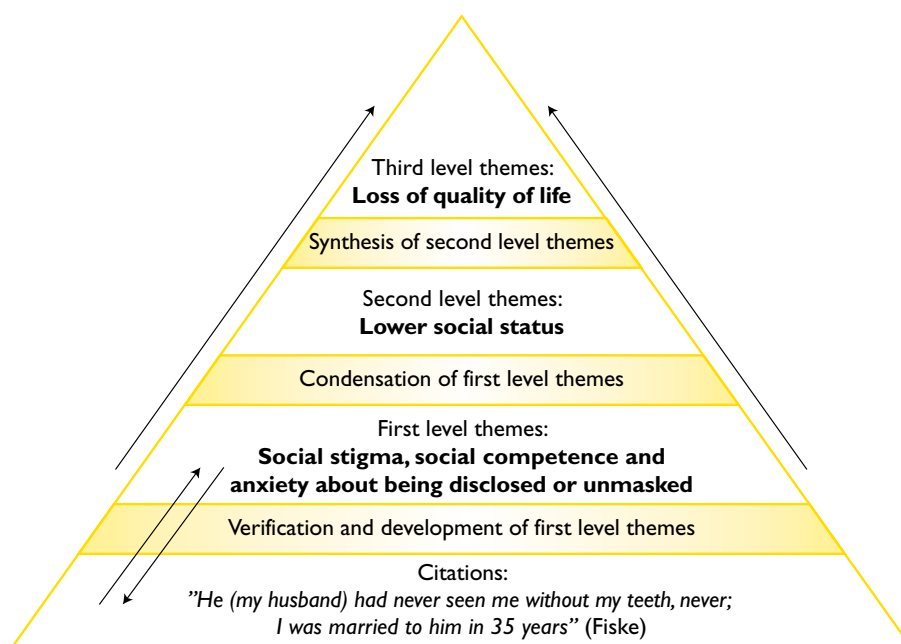 Third level themes:
Loss of quality of life
Synthesis of second level themes
Second level themes:
Lower social status
Condensation of first level themes
First level themes:
Social stigma, social competence and
anxiety about being disclosed or unmasked
Verification and development of first level themes
Citations:
”He (my husband) had never seen me without my teeth, never;
I was married to him in 35 years” (Fiske)